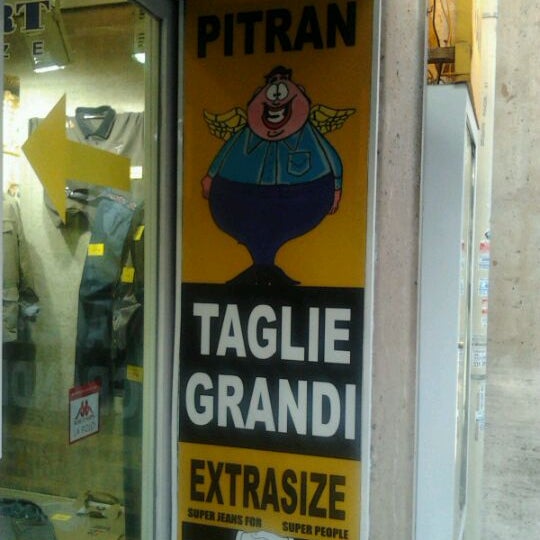 PITRAN
TAGLIE
GRANDI
EXTRASIZE
SUPER JEANS FOR SUPER PEOPLE